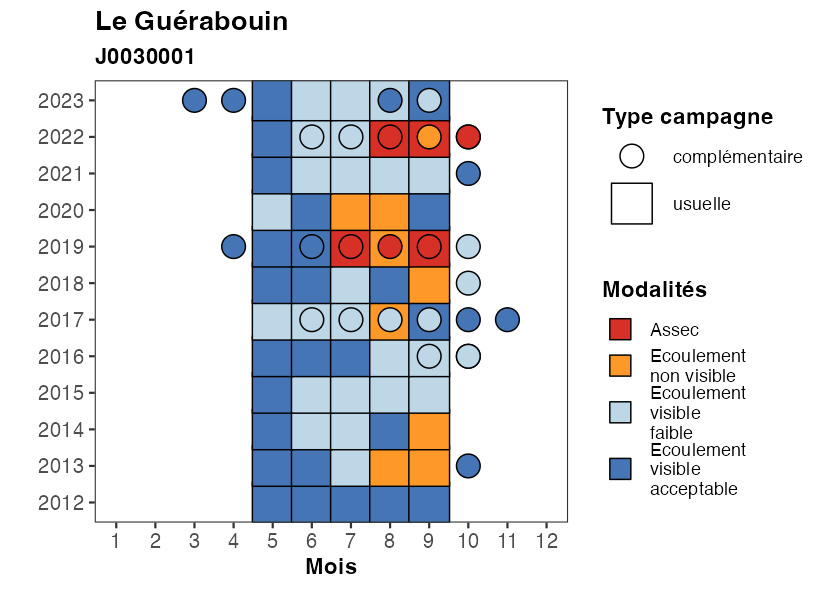 Le Guérabouin
J0030001
2023
2022
2021
2020
2019
2018
2017
2016
2015
2014
2013
2012
1 2 3 4 5 6 7 8 9 10 11 12
Mois
Type campagne
complémentaire
usuelle
Modalités
Assec
Ecoulement
non visible
Ecoulement
visible
faible
Ecoulement
visible
acceptable